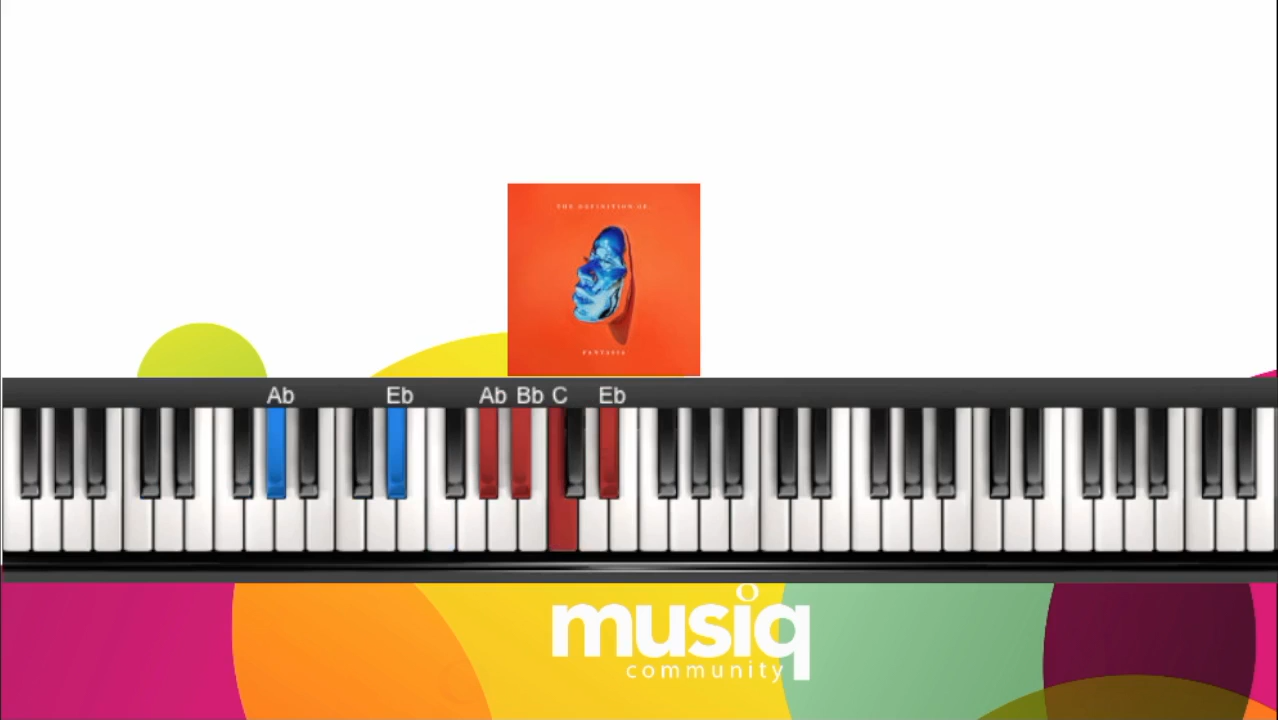 THE DEFINITION OF...
FANTASIA
Ab Eb Ab Bb C Eb
musiq
community